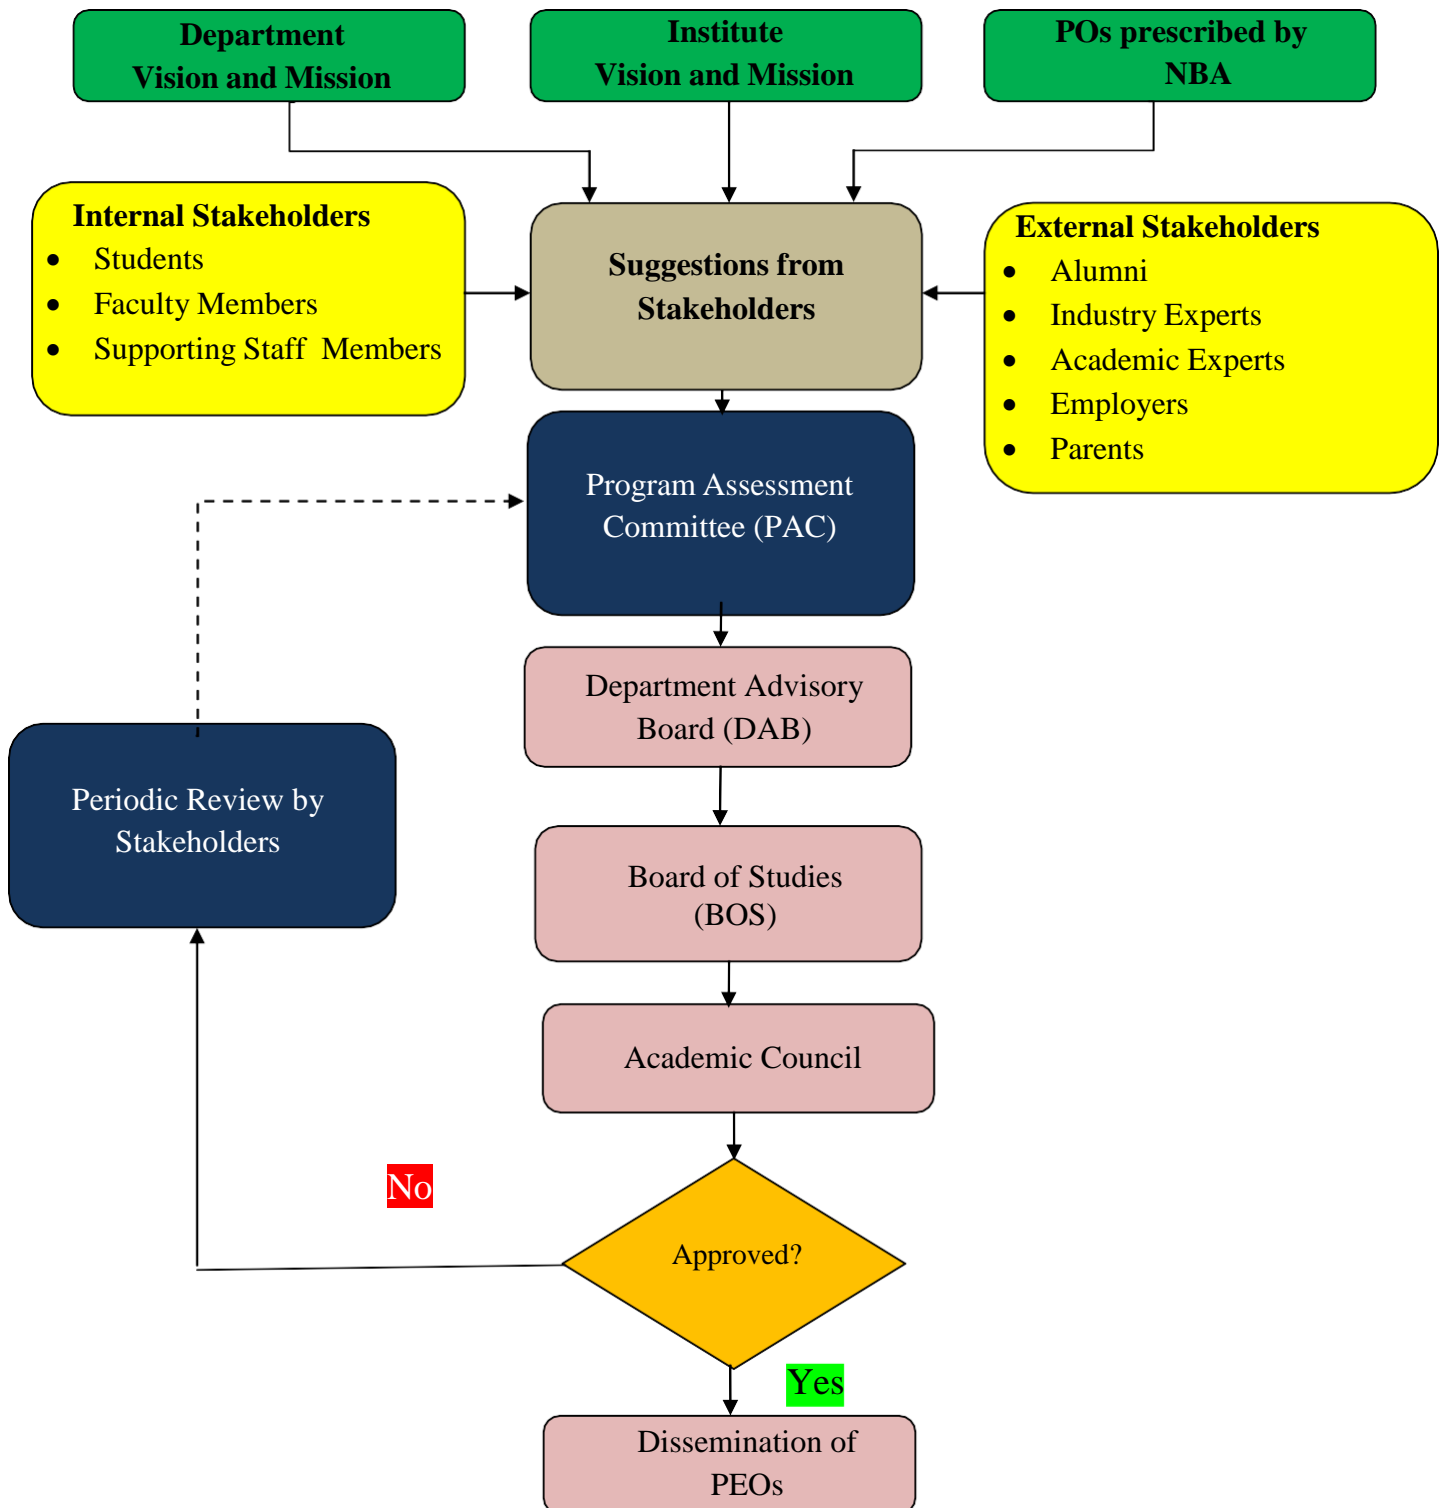 Department
Vision and Mission
Institute
Vision and Mission
POs prescribed by
NBA
Internal Stakeholders
• Students
• Faculty Members
• Supporting Staff  Members
Suggestions from
Stakeholders
External Stakeholders
• Alumni
• Industry Experts
• Academic Experts
• Employers
• Parents
Program Assessment
Committee (PAC)
Department Advisory
Board (DAB)
Periodic Review by
Stakeholders
Board of Studies
(BOS)
Academic Council
No
Approved?
Yes
Dissemination of
PEOs